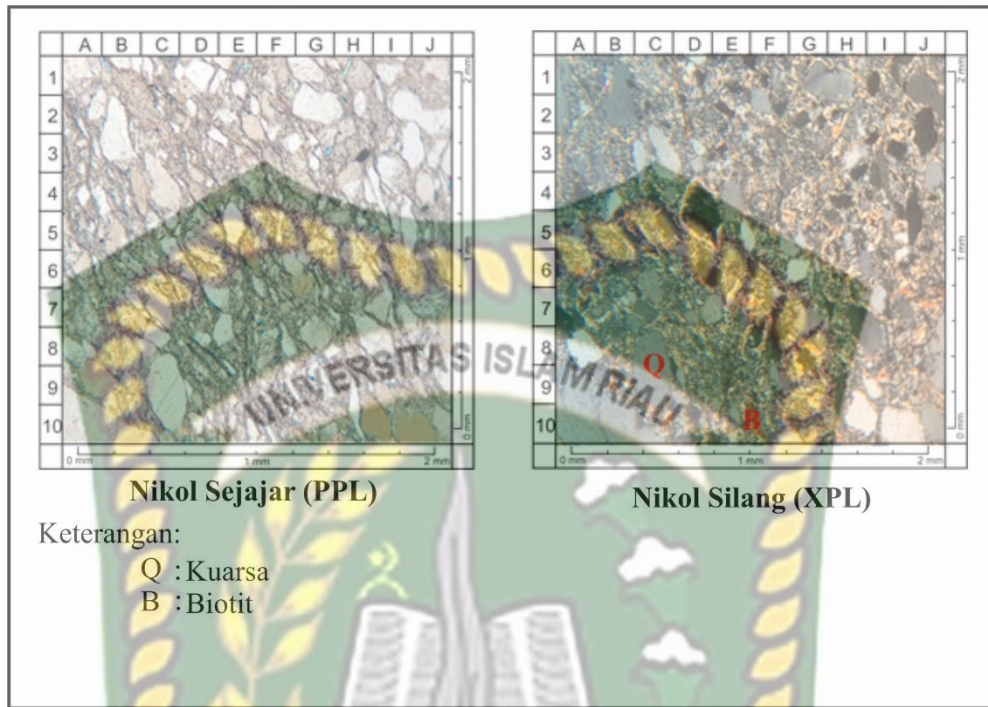 A B C D E F G H I J
1
2
3
4
5
6
7
8
9
10
2 mm
1 mm
0 mm
0 mm 1 mm 2 mm
Nikol Sejajar (PPL)
A B C D E F G H I J
1
2
3
4
5
6
7
8
9
10
2 mm
1 mm
0 mm
0 mm 1 mm 2 mm
Q
B
Nikol Silang (XPL)
UNIVERSITAS ISLAM RIAU
Keterangan:
Q : Kuarsa
B : Biotit